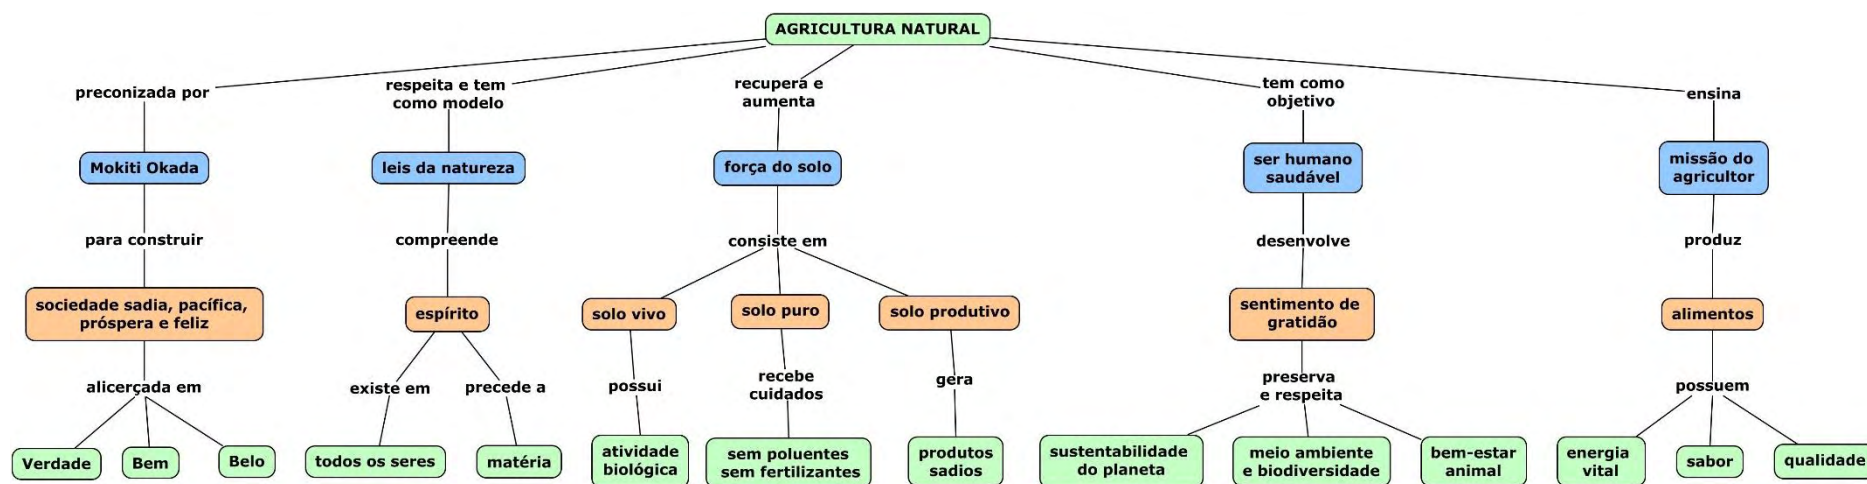 AGRICULTURA NATURAL
preconizada por
respeita e tem
como modelo
recupera e
aumenta
tem como
objetivo
ensina
Mokiti Okada
leis da natureza
força do solo
ser humano
saudável
missão do
agricultor
para construir
compreende
consiste em
desenvolve
produz
sociedade sadia, pacífica,
próspera e feliz
espírito
solo vivo
solo puro
solo produtivo
sentimento de
gratidão
alimentos
alicerçada em
existe em
precede a
possui
recebe
cuidados
gera
preserva
e respeita
possuem
Verdade
Bem
Belo
todos os seres
matéria
atividade
biológica
sem poluentes
sem fertilizantes
produtos
sadios
sustentabilidade
do planeta
meio ambiente
e biodiversidade
bem-estar
animal
energia
vital
sabor
qualidade